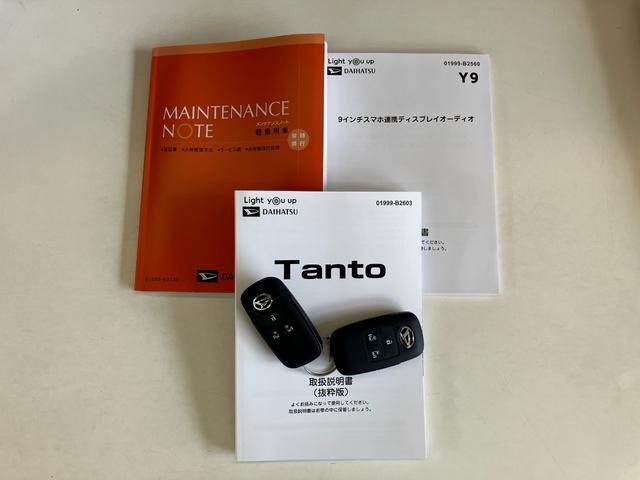 MAINTENANCE
NOTE
メンテナンスノート
軽乗用車
01999-B2130
DAIHATSU
Light you up
DAIHATSU
01999-B2560
Y9
9インチスマホ連携ディスプレイオーディオ
Light you up
DAIHATSU
01999-B2603
Tanto
取扱説明書
（抜粋版）
よくお読みになって使用してください。
取扱説明書はお車の中に保管しましょう。